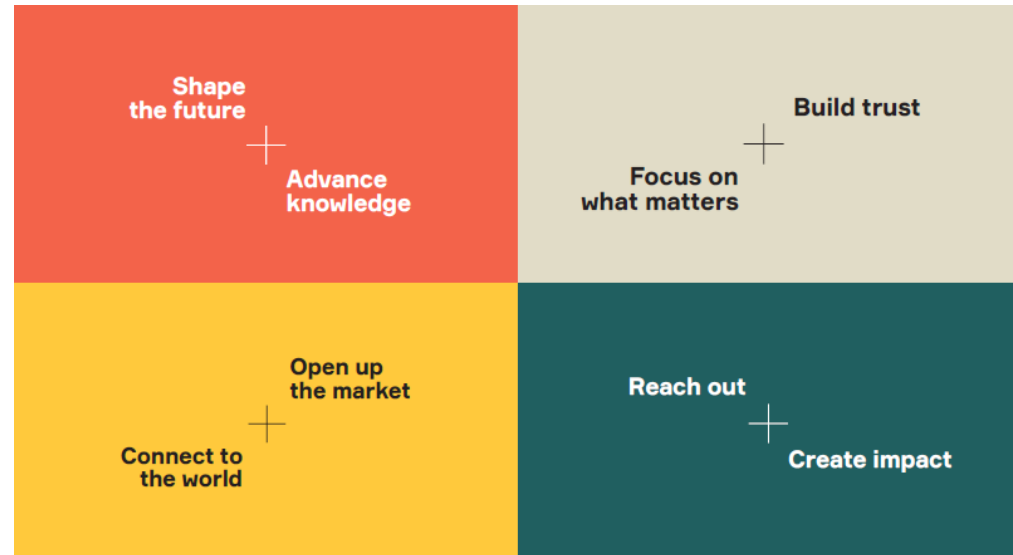 Shape
the future
Advance
knowledge
Build trust
Focus on
what matters
Open up
the market
Connect to
the world
Reach out
Create impact